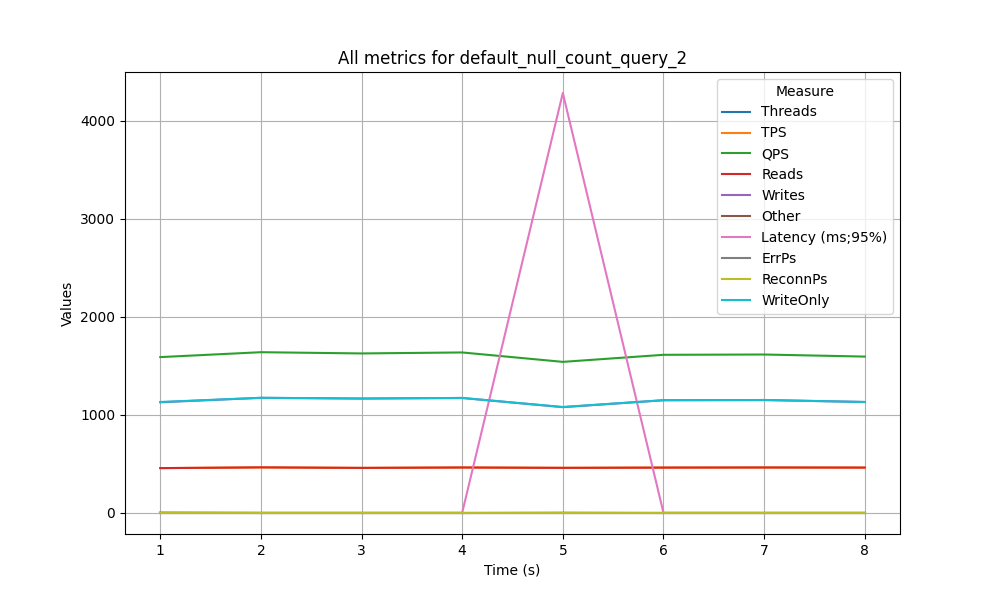 All metrics for default_null_count_query_2
Values
4000
3000
2000
1000
0
1 2 3 4 5 6 7 8
Time (s)
Measure
Threads
TPS
QPS
Reads
Writes
Other
Latency (ms;95%)
ErrPs
ReconnPs
WriteOnly